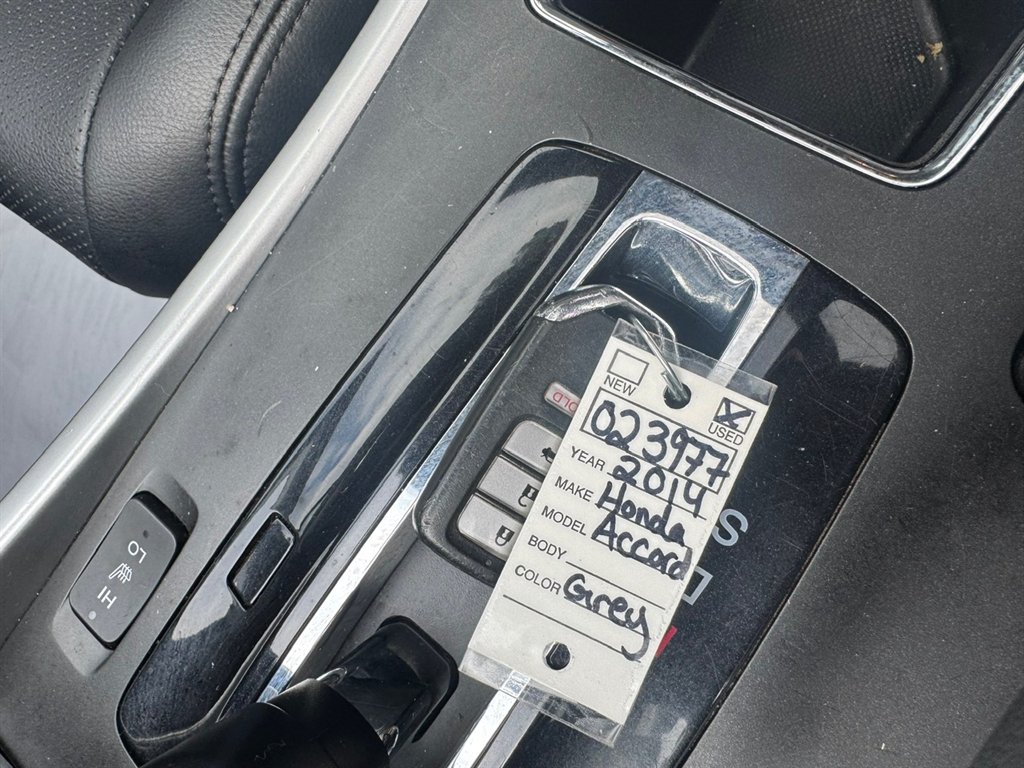 NEW
USED
023977
YEAR 2014
MAKE Honda
MODEL Accord
BODY
COLOR Grey
S
LO
HI